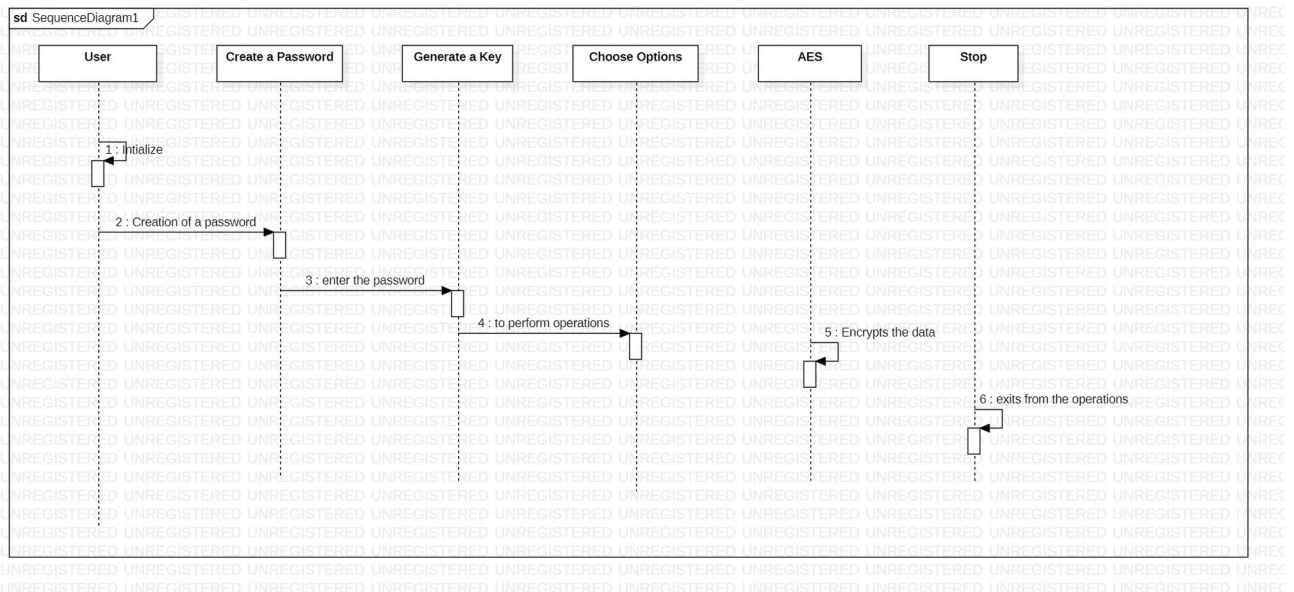 sd SequenceDiagram1
User
Create a Password
Generate a Key
Choose Options
AES
Stop
1 : Intialize
2 : Creation of a password
3 : enter the password
4 : to perform operations
5 : Encrypts the data
6 : exits from the operations
UNREGISTERED